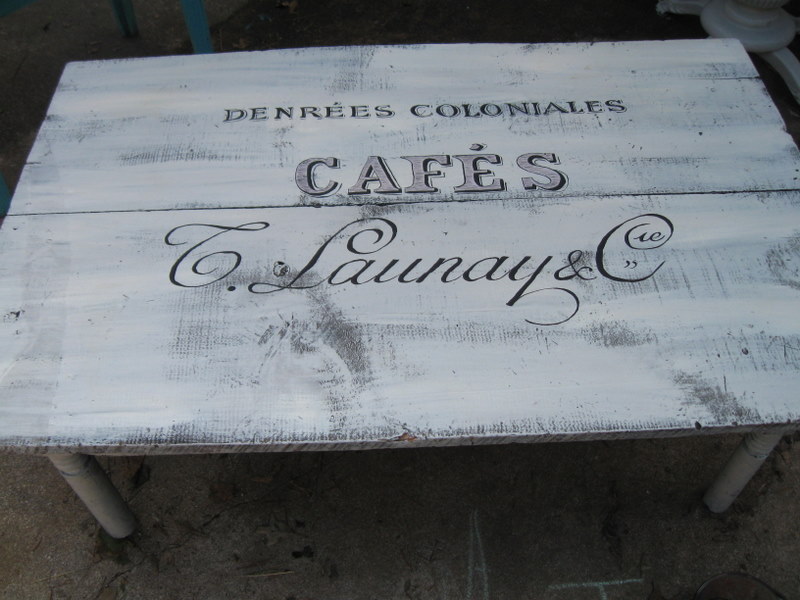 DENRÉES COLONIALES
CAFÉS
T. Launay & Cie